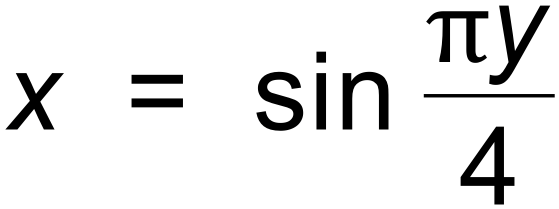 x = sin πy/4